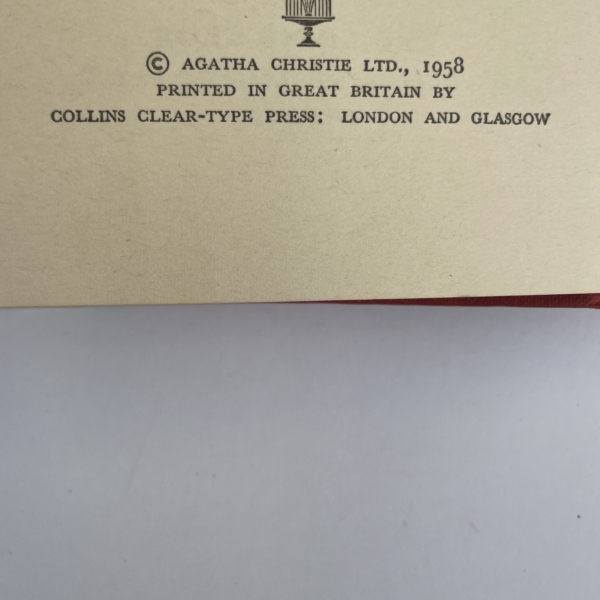 © AGATHA CHRISTIE LTD., 1958
PRINTED IN GREAT BRITAIN BY
COLLINS CLEAR-TYPE PRESS: LONDON AND GLASGOW